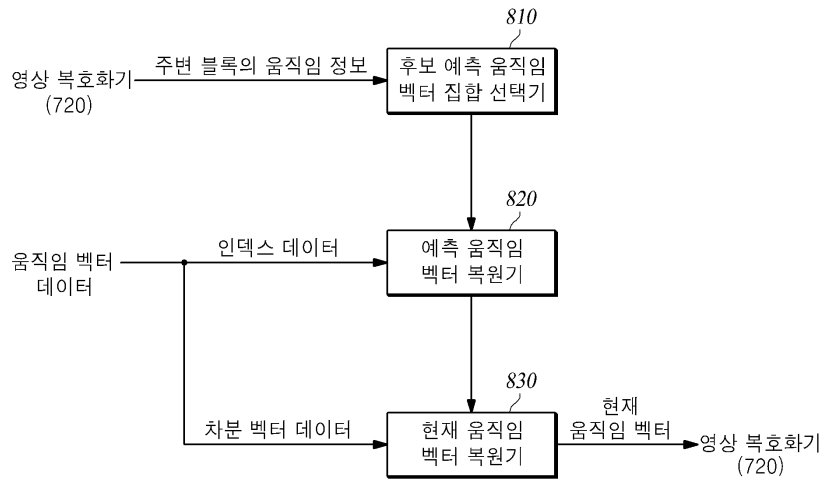 810
주변 블록의 움직임 정보
영상 복호화기
(720)
후보 예측 움직임
벡터 집합 선택기
820
인덱스 데이터
움직임 벡터
데이터
예측 움직임
벡터 복원기
830
차분 벡터 데이터
현재 움직임
벡터 복원기
현재
움직임 벡터
영상 복호화기
(720)